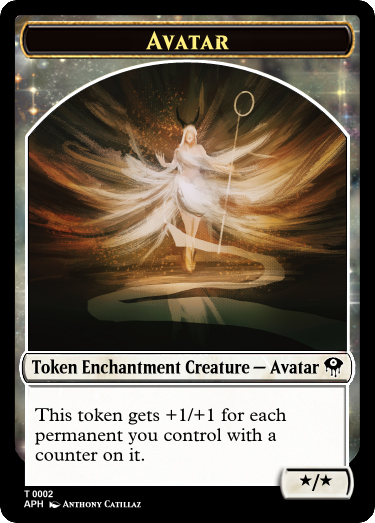 Avatar
Token Enchantment Creature — Avatar
This token gets +1/+1 for each
permanent you control with a
counter on it.
★/★
T 0002
APH Anthony Catillaz